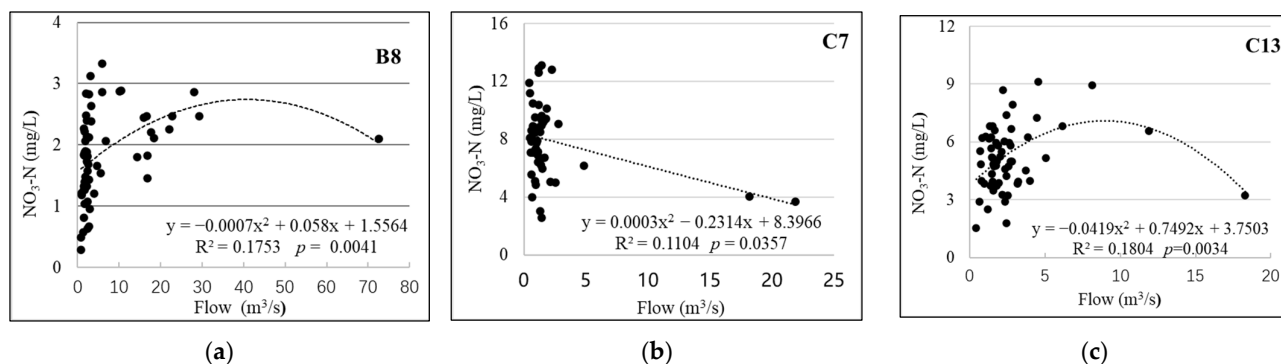 B8
NO₃-N (mg/L)
4
3
2
1
0
y = −0.0007x² + 0.058x + 1.5564
R² = 0.1753 p = 0.0041
0 10 20 30 40 50 60 70 80
Flow (m³/s)
(a)
C7
NO₃-N (mg/L)
16
12
8
4
0
y = 0.0003x² − 0.2314x + 8.3966
R² = 0.1104 p = 0.0357
0 5 10 15 20 25
Flow (m³/s)
(b)
C13
NO₃-N (mg/L)
12
9
6
3
0
y = −0.0419x² + 0.7492x + 3.7503
R² = 0.1804 p=0.0034
0 5 10 15 20
Flow (m³/s)
(c)